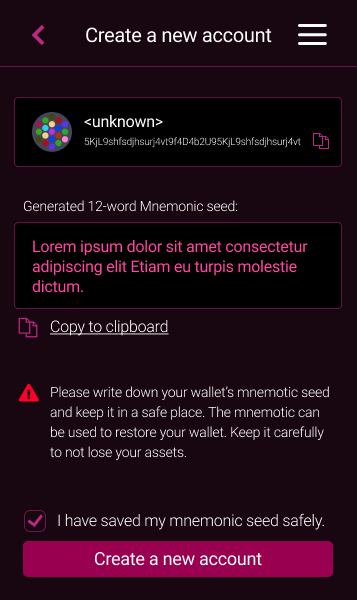 Create a new account
<unknown>
5KjL9shfsdjhsurj4vt9f4D4b2U95KjL9shfsdjhsurj4vt
Generated 12-word Mnemonic seed:
Lorem ipsum dolor sit amet consectetur
adipiscing elit Etiam eu turpis molestie
dictum.
Copy to clipboard
Please write down your wallet's mnemotic seed
and keep it in a safe place. The mnemotic can
be used to restore your wallet. Keep it carefully
to not lose your assets.
I have saved my mnemonic seed safely.
Create a new account